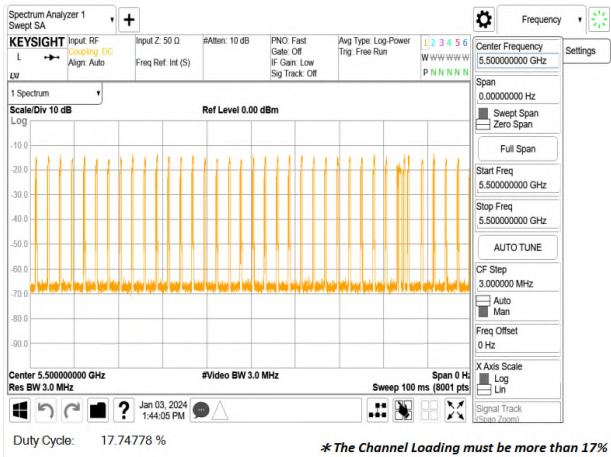 Spectrum Analyzer 1
Swept SA
Frequency
KEYSIGHT
L
LXI
Input: RF
Coupling: DC
Align: Auto
Input Z: 50 Ω
Freq Ref: Int (S)
#Atten: 10 dB
PNO: Fast
Gate: Off
IF Gain: Low
Sig Track: Off
Avg Type: Log-Power
Trig: Free Run
1 2 3 4 5 6
W W W W W W
P N N N N N
Center Frequency
5.500000000 GHz
Settings
Span
0.00000000 Hz
Swept Span
Zero Span
Full Span
Start Freq
5.500000000 GHz
Stop Freq
5.500000000 GHz
AUTO TUNE
CF Step
3.000000 MHz
Auto
Man
Freq Offset
0 Hz
X Axis Scale
Log
Lin
Signal Track
(Span Zoom)
1 Spectrum
Scale/Div 10 dB
Ref Level 0.00 dBm
Log
-10.0
-20.0
-30.0
-40.0
-50.0
-60.0
-70.0
-80.0
-90.0
Center 5.500000000 GHz
#Video BW 3.0 MHz
Span 0 Hz
Res BW 3.0 MHz
Sweep 100 ms (8001 pts)
?
Jan 03, 2024
1:44:05 PM
Duty Cycle: 17.74778 %
* The Channel Loading must be more than 17%